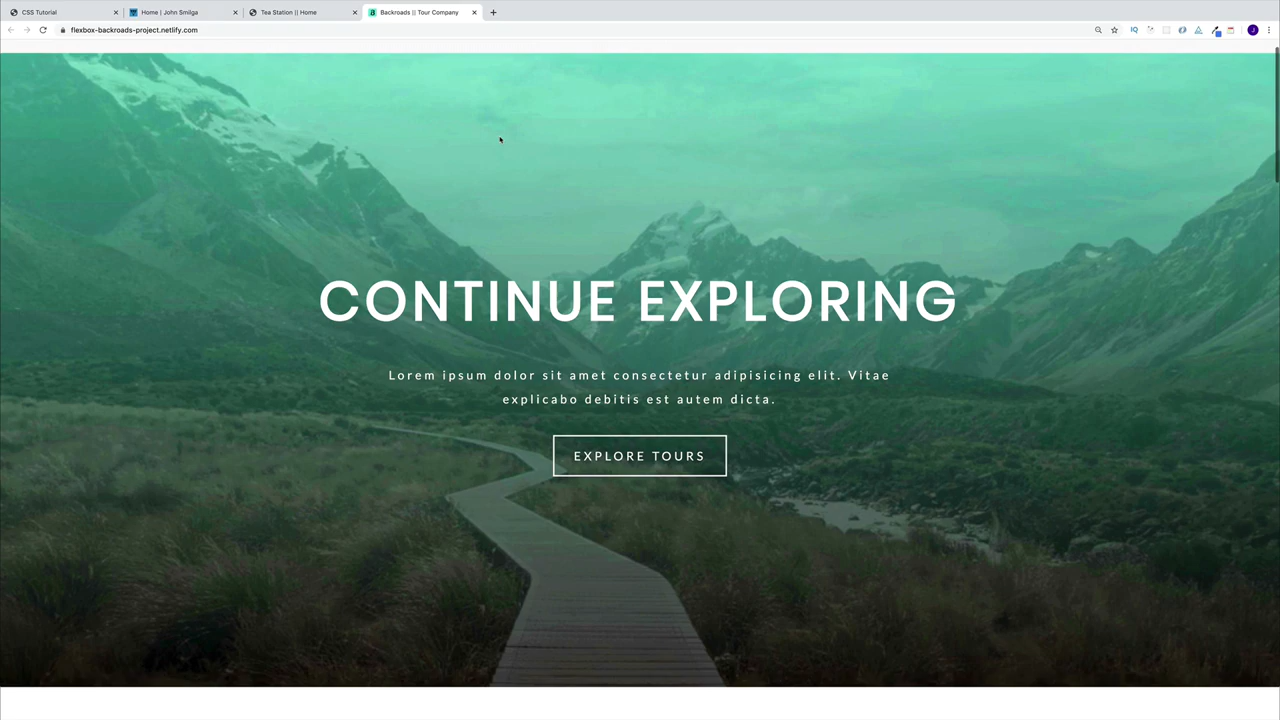 CSS Tutorial
Home | John Smilga
Tea Station || Home
Backroads || Tour Company
flexbox-backroads-project.netlify.com
IQ
J
CONTINUE EXPLORING
Lorem ipsum dolor sit amet consectetur adipisicing elit. Vitae
explicabo debitis est autem dicta.
EXPLORE TOURS